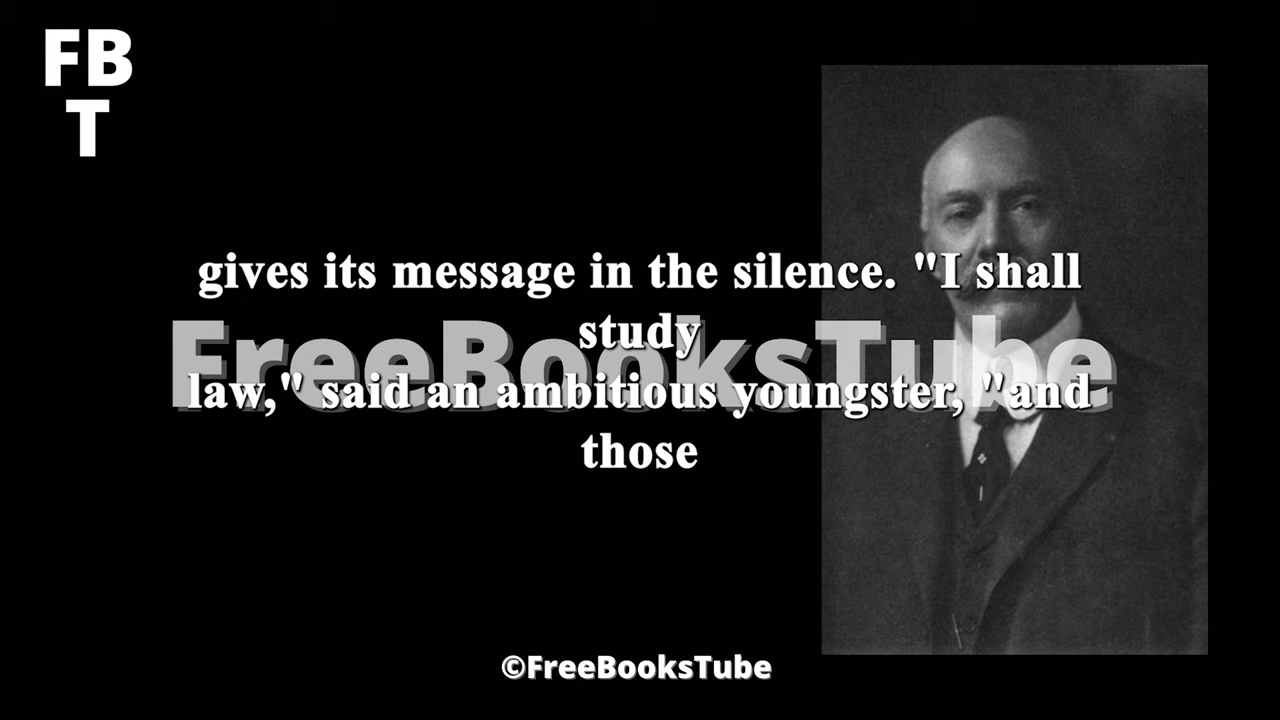 FB
T
gives its message in the silence. "I shall
study
FreeBooksTube
law," said an ambitious youngster, "and
those
©FreeBooksTube